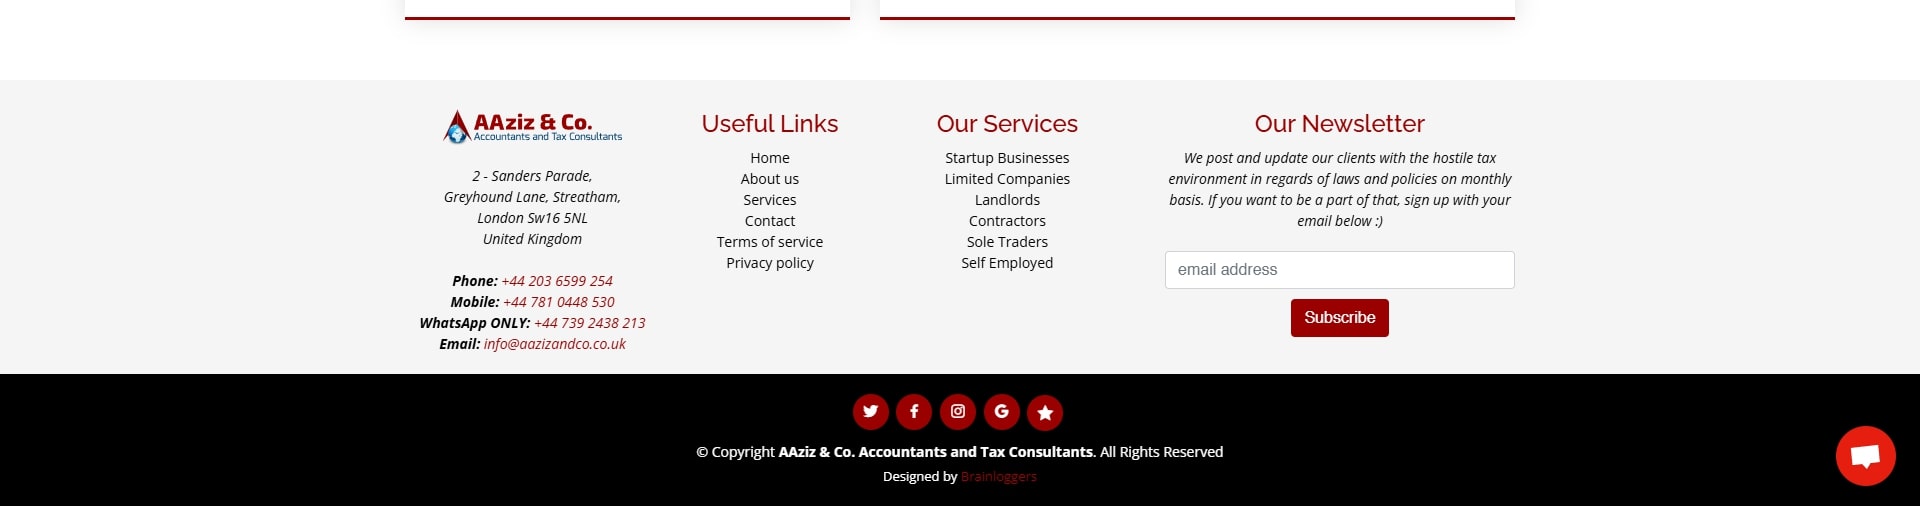 AAziz & Co.
Accountants and Tax Consultants
2 - Sanders Parade,
Greyhound Lane, Streatham,
London Sw16 5NL
United Kingdom
Phone: +44 203 6599 254
Mobile: +44 781 0448 530
WhatsApp ONLY: +44 739 2438 213
Email: info@aazizandco.co.uk
Useful Links
Home
About us
Services
Contact
Terms of service
Privacy policy
Our Services
Startup Businesses
Limited Companies
Landlords
Contractors
Sole Traders
Self Employed
Our Newsletter
We post and update our clients with the hostile tax
environment in regards of laws and policies on monthly
basis. If you want to be a part of that, sign up with your
email below :)
email address
Subscribe
© Copyright AAziz & Co. Accountants and Tax Consultants. All Rights Reserved
Designed by Brainloggers